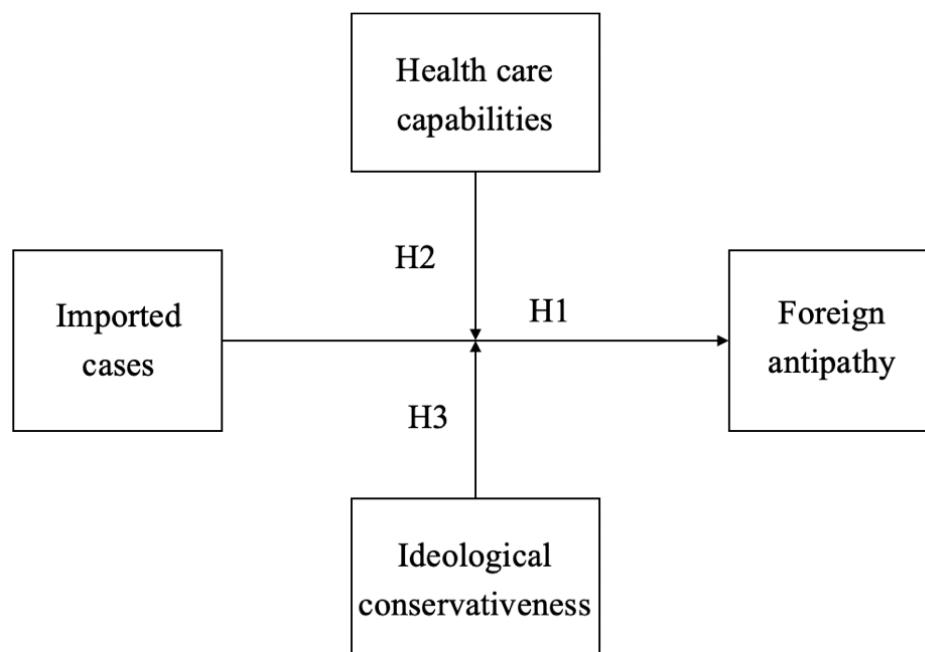 Health care
capabilities
H2
H1
Imported
cases
Foreign
antipathy
H3
Ideological
conservativeness